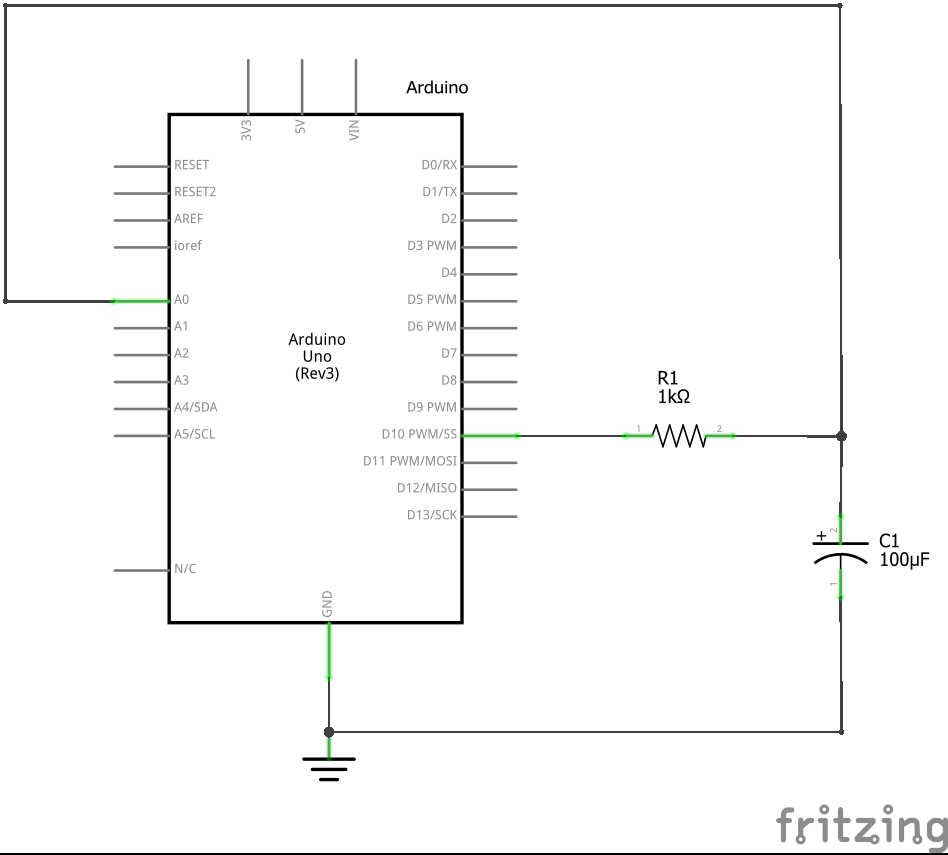 Arduino
3V3
5V
VIN
RESET
RESET2
AREF
ioref
A0
A1
A2
A3
A4/SDA
A5/SCL
N/C
Arduino
Uno
(Rev3)
D0/RX
D1/TX
D2
D3 PWM
D4
D5 PWM
D6 PWM
D7
D8
D9 PWM
D10 PWM/SS
D11 PWM/MOSI
D12/MISO
D13/SCK
GND
R1
1kΩ
1
2
+
2
C1
100µF
1
fritzing